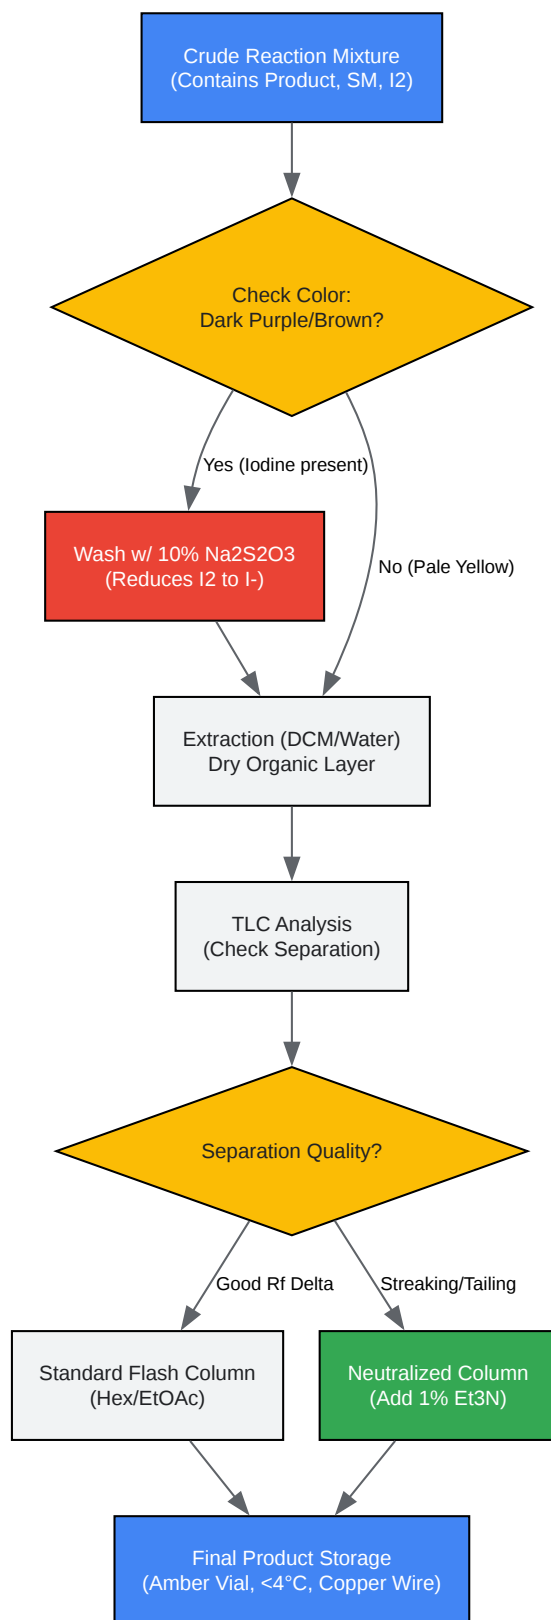 Crude Reaction Mixture
(Contains Product, SM, I2)
Check Color:
Dark Purple/Brown?
Yes (Iodine present)
Wash w/ 10% Na2S2O3
(Reduces I2 to I-)
No (Pale Yellow)
Extraction (DCM/Water)
Dry Organic Layer
TLC Analysis
(Check Separation)
Separation Quality?
Good Rf Delta
Streaking/Tailing
Standard Flash Column
(Hex/EtOAc)
Neutralized Column
(Add 1% Et3N)
Final Product Storage
(Amber Vial, <4°C, Copper Wire)